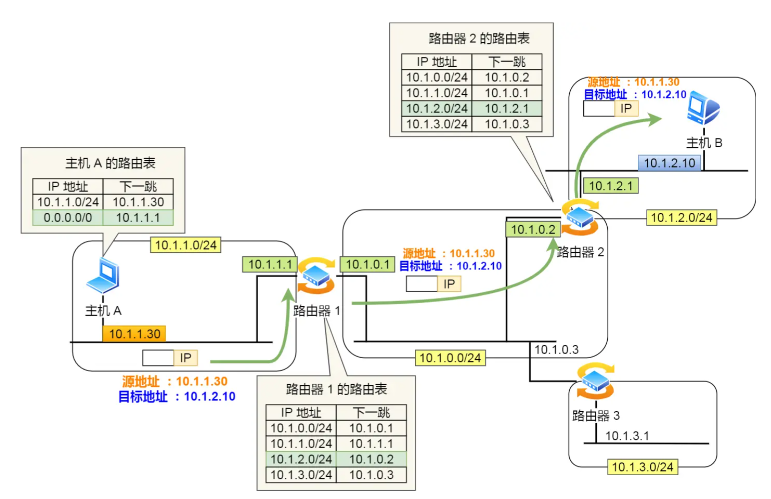 路由器 2 的路由表
IP 地址 下一跳
10.1.0.0/24 10.1.0.2
10.1.1.0/24 10.1.0.1
10.1.2.0/24 10.1.2.1
10.1.3.0/24 10.1.0.3
源地址 ：10.1.1.30
目标地址 ：10.1.2.10
IP
主机 B
10.1.2.10
10.1.2.1
10.1.2.0/24
主机 A 的路由表
IP 地址 下一跳
10.1.1.0/24 10.1.1.30
0.0.0.0/0 10.1.1.1
10.1.1.0/24
主机 A
10.1.1.30
IP
源地址 ：10.1.1.30
目标地址 ：10.1.2.10
10.1.1.1
10.1.0.1
路由器 1
源地址 ：10.1.1.30
目标地址 ：10.1.2.10
IP
10.1.0.2
路由器 2
10.1.0.0/24
10.1.0.3
路由器 1 的路由表
IP 地址 下一跳
10.1.0.0/24 10.1.0.1
10.1.1.0/24 10.1.1.1
10.1.2.0/24 10.1.0.2
10.1.3.0/24 10.1.0.3
路由器 3
10.1.3.1
10.1.3.0/24